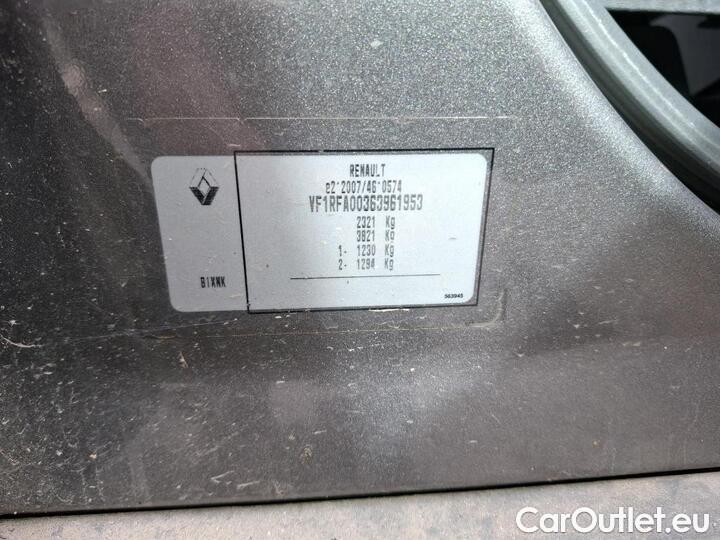 RENAULT
e2*2007/46*0574
VF1RFA00363961953
2321 Kg
3821 Kg
1- 1230 Kg
2- 1294 Kg
BIXNK
563945
CarOutlet.eu